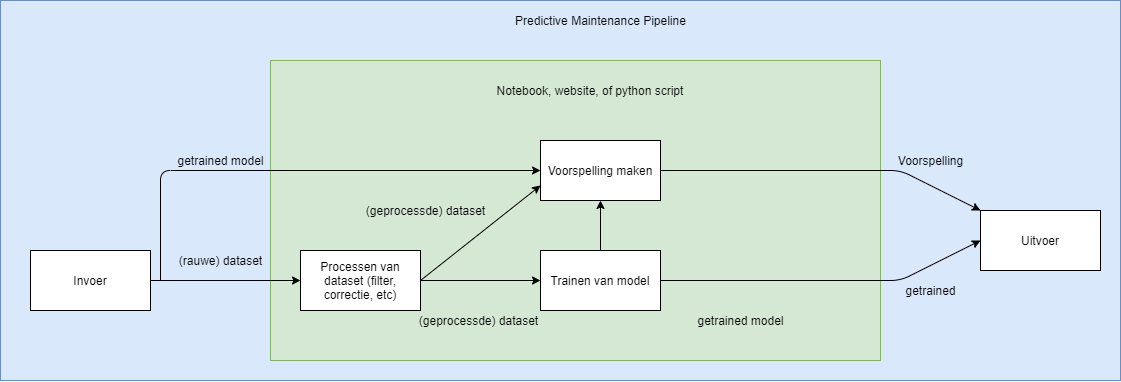 Predictive Maintenance Pipeline
Notebook, website, of python script
getrained model
Voorspelling maken
Voorspelling
(geprocessde) dataset
Uitvoer
(rauwe) dataset
Invoer
Processen van
dataset (filter,
correctie, etc)
Trainen van model
getrained
(geprocessde) dataset
getrained model